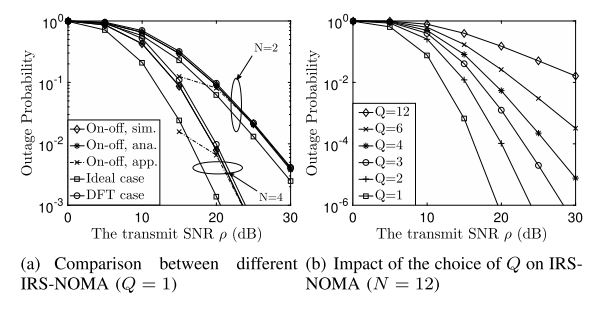 10^0
10^-1
10^-2
10^-3
Outage Probability
N=2
N=4
On-off, sim.
On-off, ana.
On-off, app.
Ideal case
DFT case
0 10 20 30
The transmit SNR ρ (dB)
10^0
10^-2
10^-4
10^-6
Outage Probability
Q=12
Q=6
Q=4
Q=3
Q=2
Q=1
0 10 20 30
The transmit SNR ρ (dB)
(a) Comparison between different
IRS-NOMA (Q = 1)
(b) Impact of the choice of Q on IRS-
NOMA (N = 12)